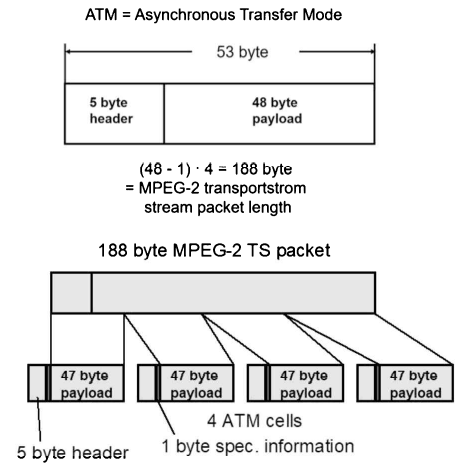 ATM = Asynchronous Transfer Mode
53 byte
5 byte
header
48 byte
payload
(48 - 1) · 4 = 188 byte
= MPEG-2 transportstrom
stream packet length
188 byte MPEG-2 TS packet
47 byte
payload
47 byte
payload
47 byte
payload
47 byte
payload
4 ATM cells
5 byte header
1 byte spec. information